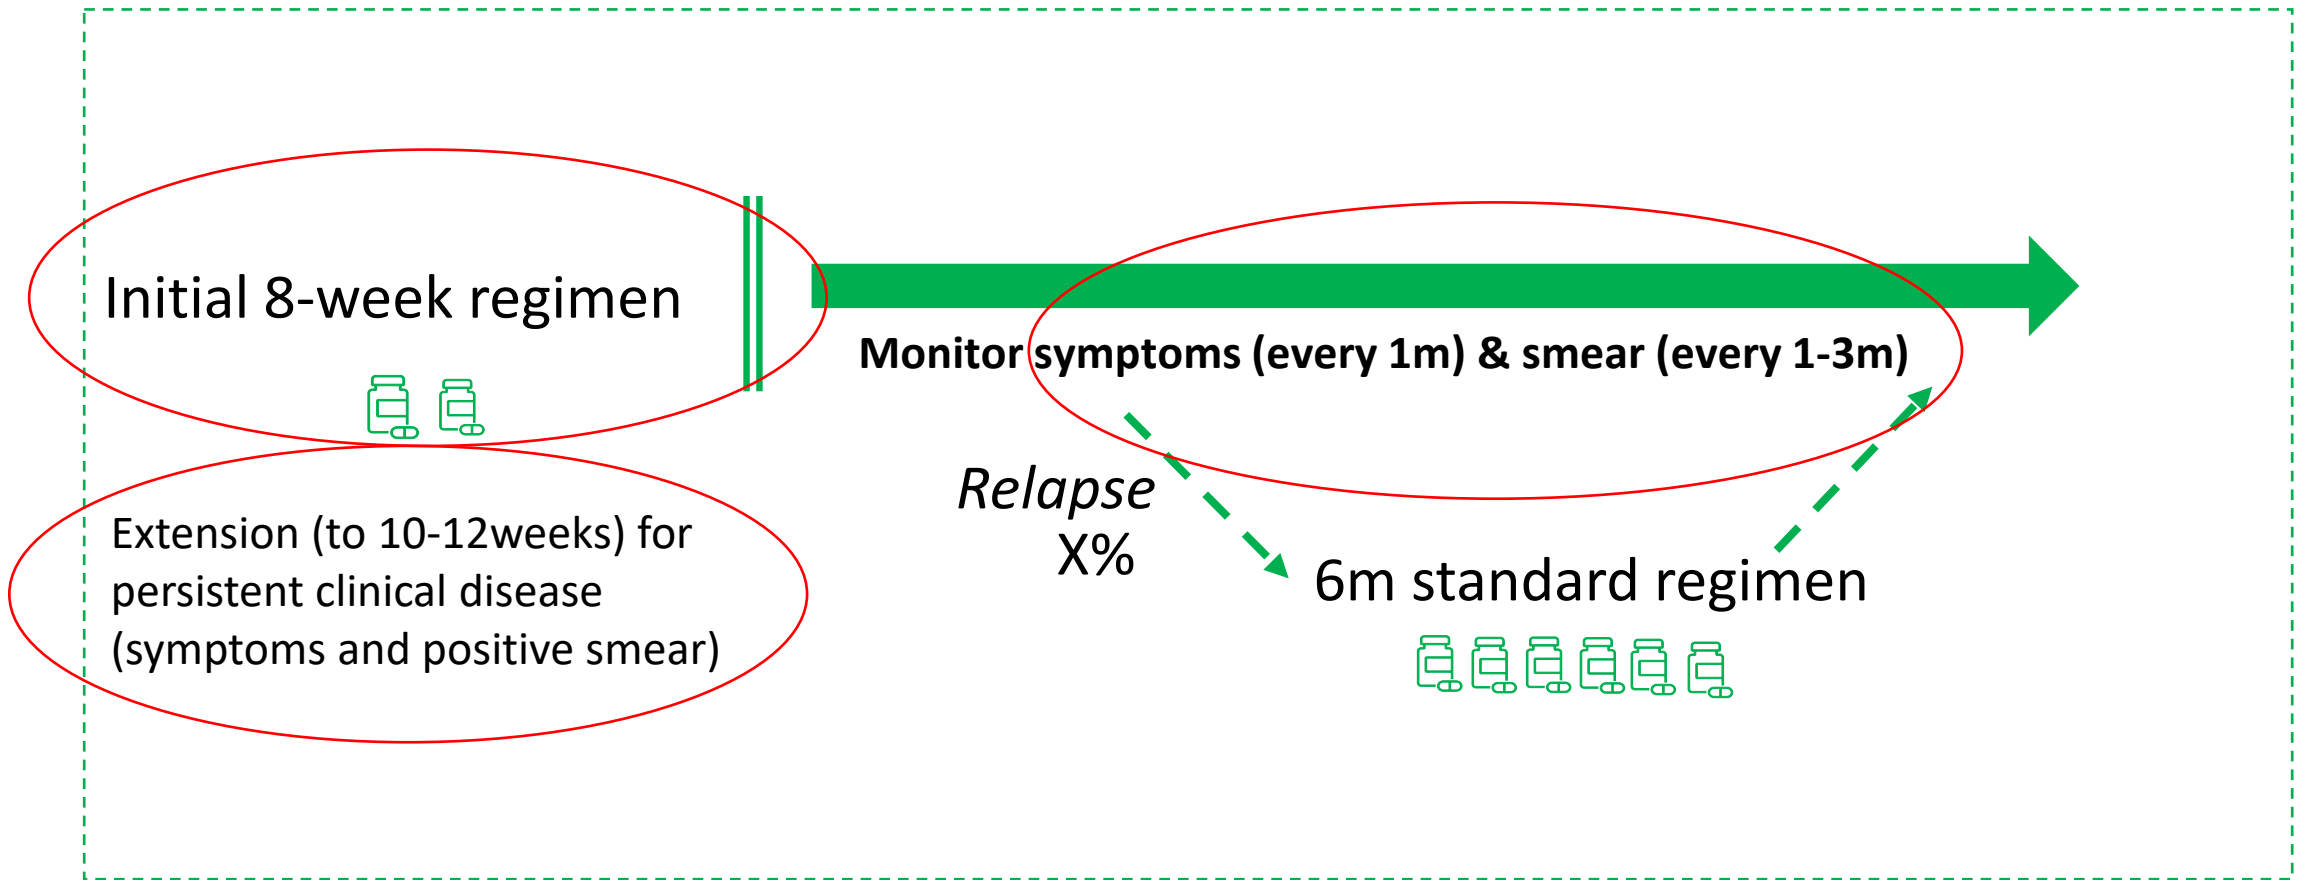 Initial 8-week regimen
Extension (to 10-12weeks) for
persistent clinical disease
(symptoms and positive smear)
Monitor symptoms (every 1m) & smear (every 1-3m)
Relapse
X%
6m standard regimen